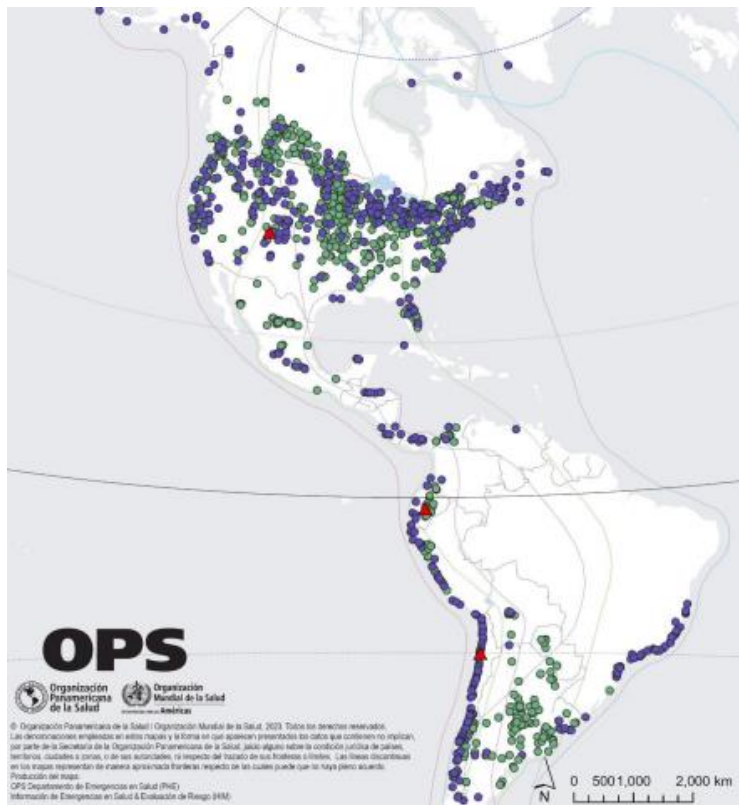 OPS
Organización
Panamericana
de la Salud
Organización
Mundial de la Salud
Américas
© Organización Panamericana de la Salud / Organización Mundial de la Salud, 2023. Todos los derechos reservados.
Las denominaciones empleadas en estos mapas y la forma en que aparecen presentados los datos que contienen no implican,
por parte de la Secretaría de la Organización Panamericana de la Salud, juicio alguno sobre la condición jurídica de países,
territorios, ciudades o zonas, o de sus autoridades, ni respecto del trazado de sus fronteras o límites. Las líneas discontinuas
en los mapas representan de manera aproximada fronteras respecto de las cuales puede que no haya pleno acuerdo.
Producción del mapa:
OPS Departamento de Emergencias en Salud (PHE)
Información de Emergencias en Salud & Evaluación de Riesgo (HIM)
N
0 5001,000 2,000 km